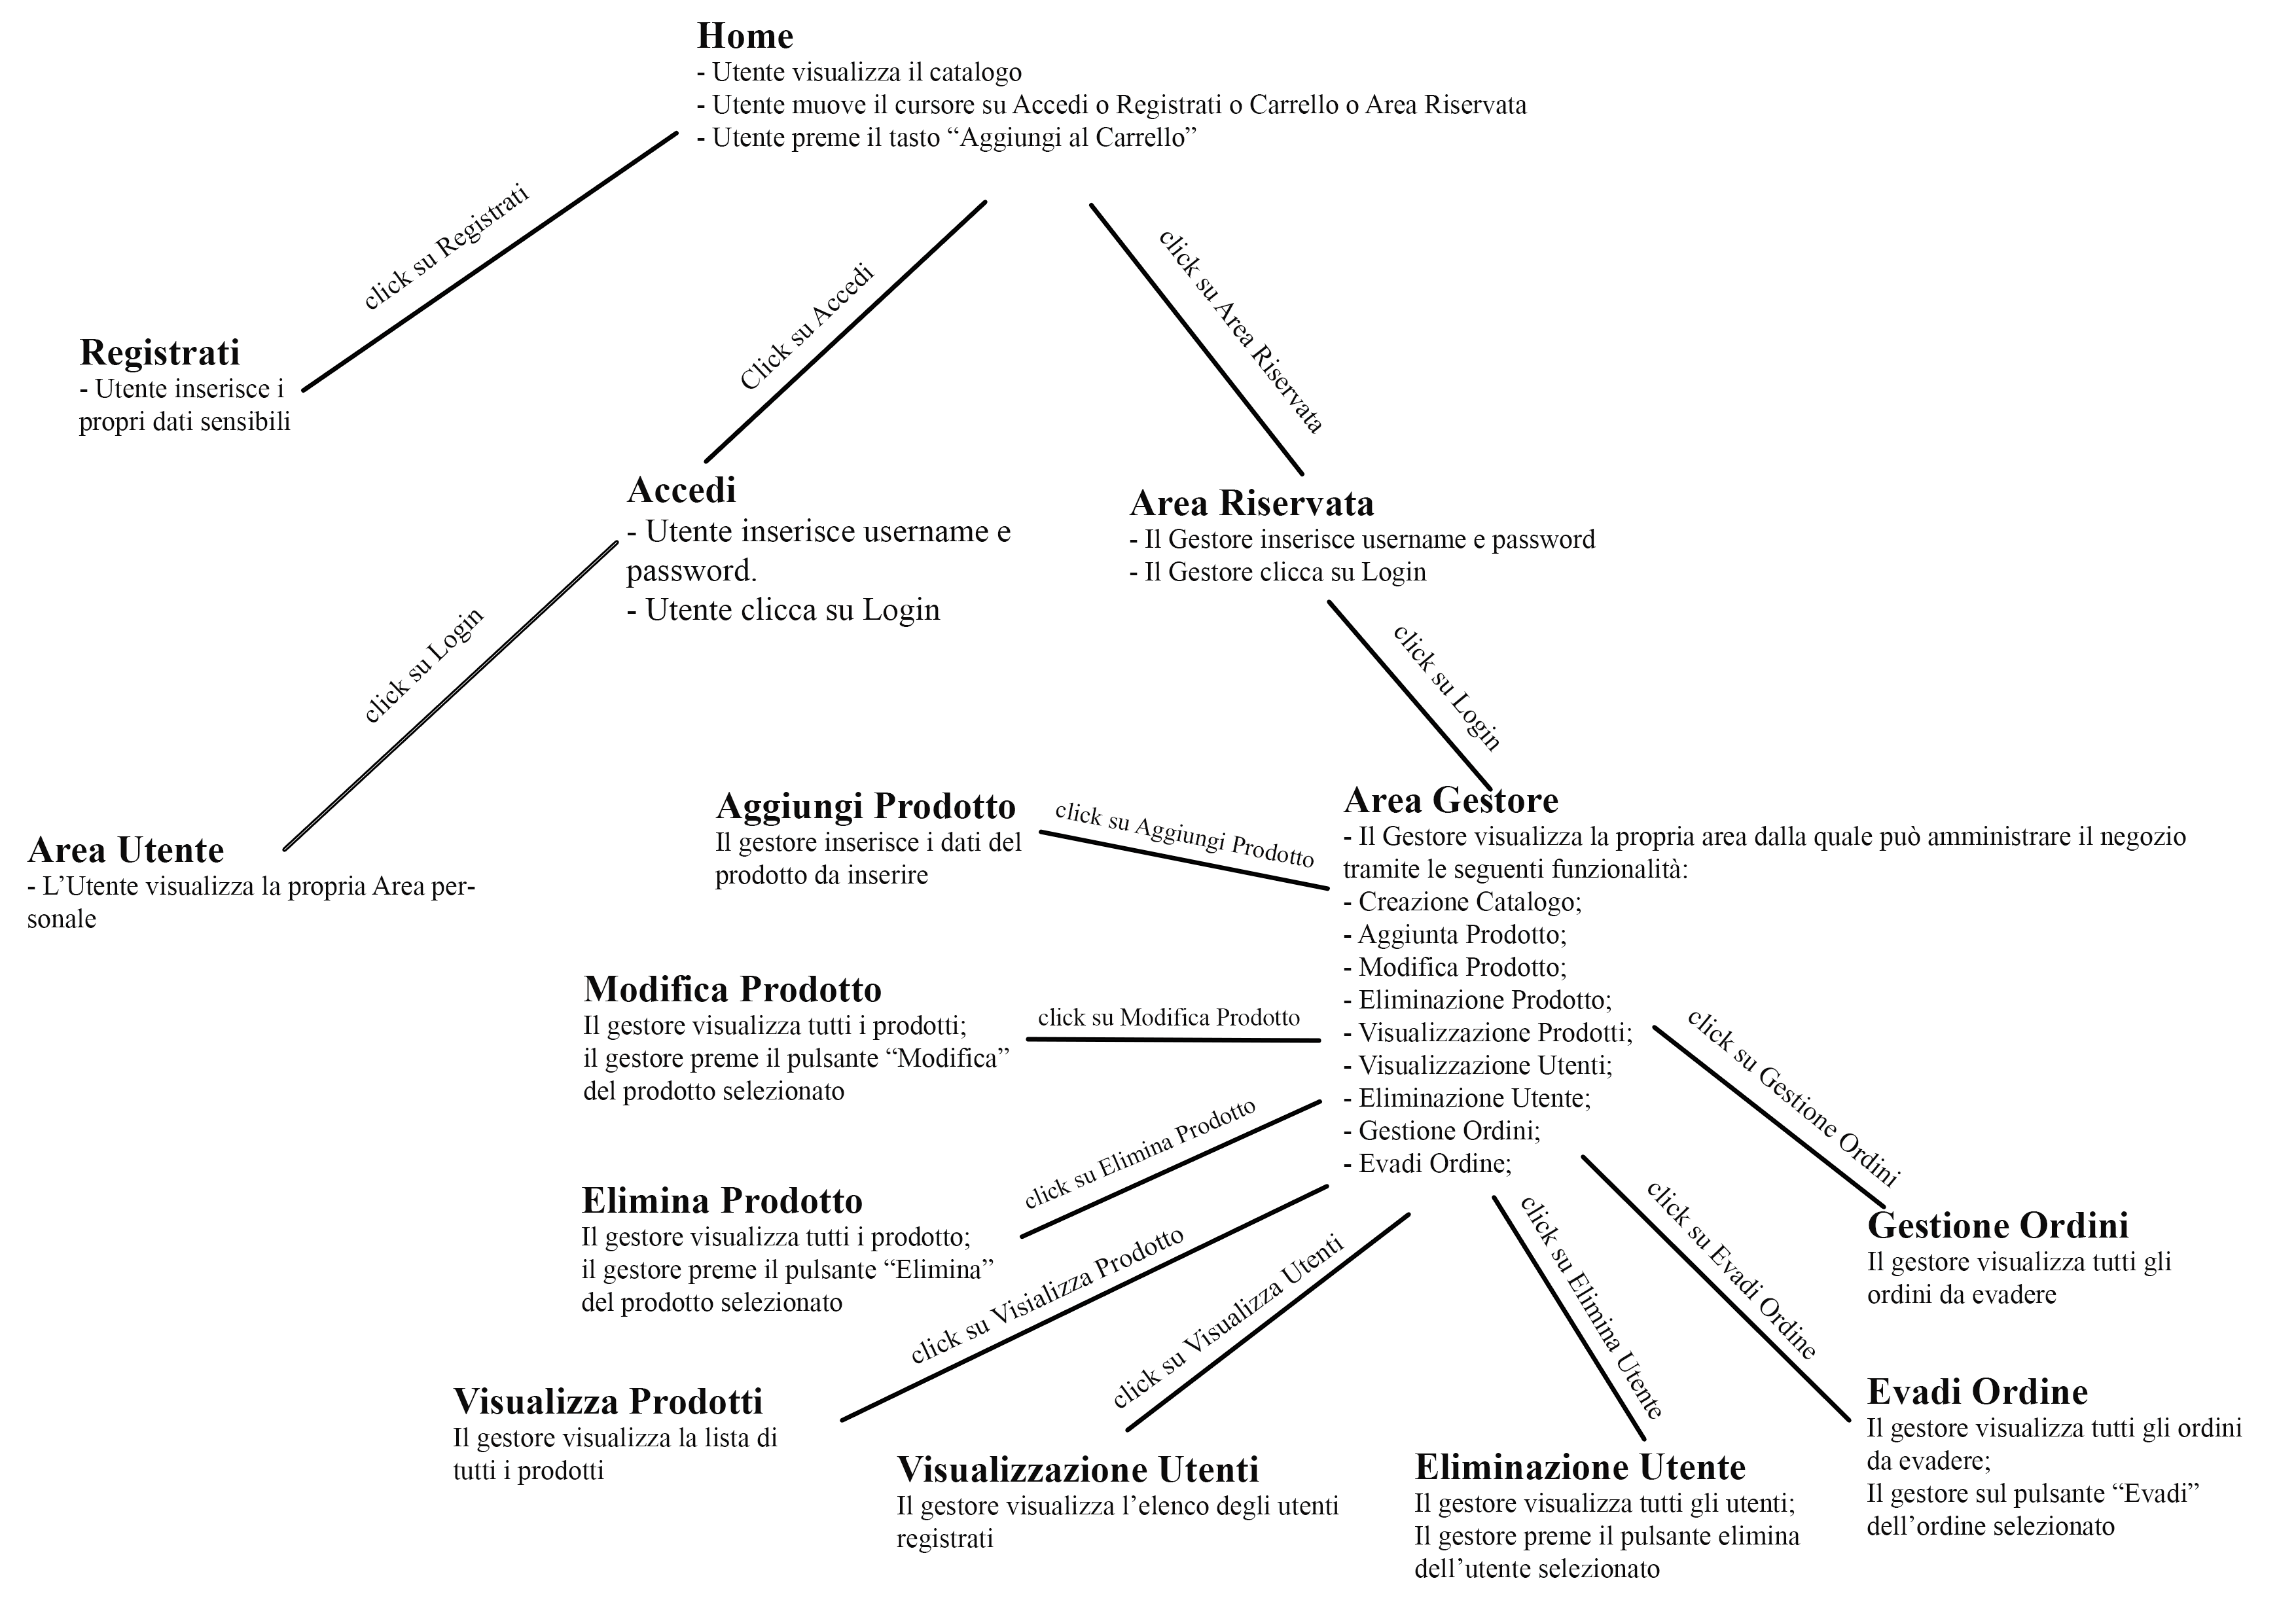 Home
- Utente visualizza il catalogo
- Utente muove il cursore su Accedi o Registrati o Carrello o Area Riservata
- Utente preme il tasto “Aggiungi al Carrello”
click su Registrati
Click su Accedi
click su Area Riservata
Registrati
- Utente inserisce i
propri dati sensibili
Accedi
- Utente inserisce username e
password.
- Utente clicca su Login
Area Riservata
- Il Gestore inserisce username e password
- Il Gestore clicca su Login
click su Login
click su Login
Area Utente
- L’Utente visualizza la propria Area per-
sonale
Aggiungi Prodotto
Il gestore inserisce i dati del
prodotto da inserire
click su Aggiungi Prodotto
Area Gestore
- Il Gestore visualizza la propria area dalla quale può amministrare il negozio
tramite le seguenti funzionalità:
- Creazione Catalogo;
- Aggiunta Prodotto;
- Modifica Prodotto;
- Eliminazione Prodotto;
- Visualizzazione Prodotti;
- Visualizzazione Utenti;
- Eliminazione Utente;
- Gestione Ordini;
- Evadi Ordine;
Modifica Prodotto
Il gestore visualizza tutti i prodotti;
il gestore preme il pulsante “Modifica”
del prodotto selezionato
click su Modifica Prodotto
Elimina Prodotto
Il gestore visualizza tutti i prodotto;
il gestore preme il pulsante “Elimina”
del prodotto selezionato
click su Elimina Prodotto
click su Visializza Prodotto
click su Visualizza Utenti
click su Elimina Utente
click su Evadi Ordine
click su Gestione Ordini
Gestione Ordini
Il gestore visualizza tutti gli
ordini da evadere
Visualizza Prodotti
Il gestore visualizza la lista di
tutti i prodotti
Visualizzazione Utenti
Il gestore visualizza l’elenco degli utenti
registrati
Eliminazione Utente
Il gestore visualizza tutti gli utenti;
Il gestore preme il pulsante elimina
dell’utente selezionato
Evadi Ordine
Il gestore visualizza tutti gli ordini
da evadere;
Il gestore sul pulsante “Evadi”
dell’ordine selezionato